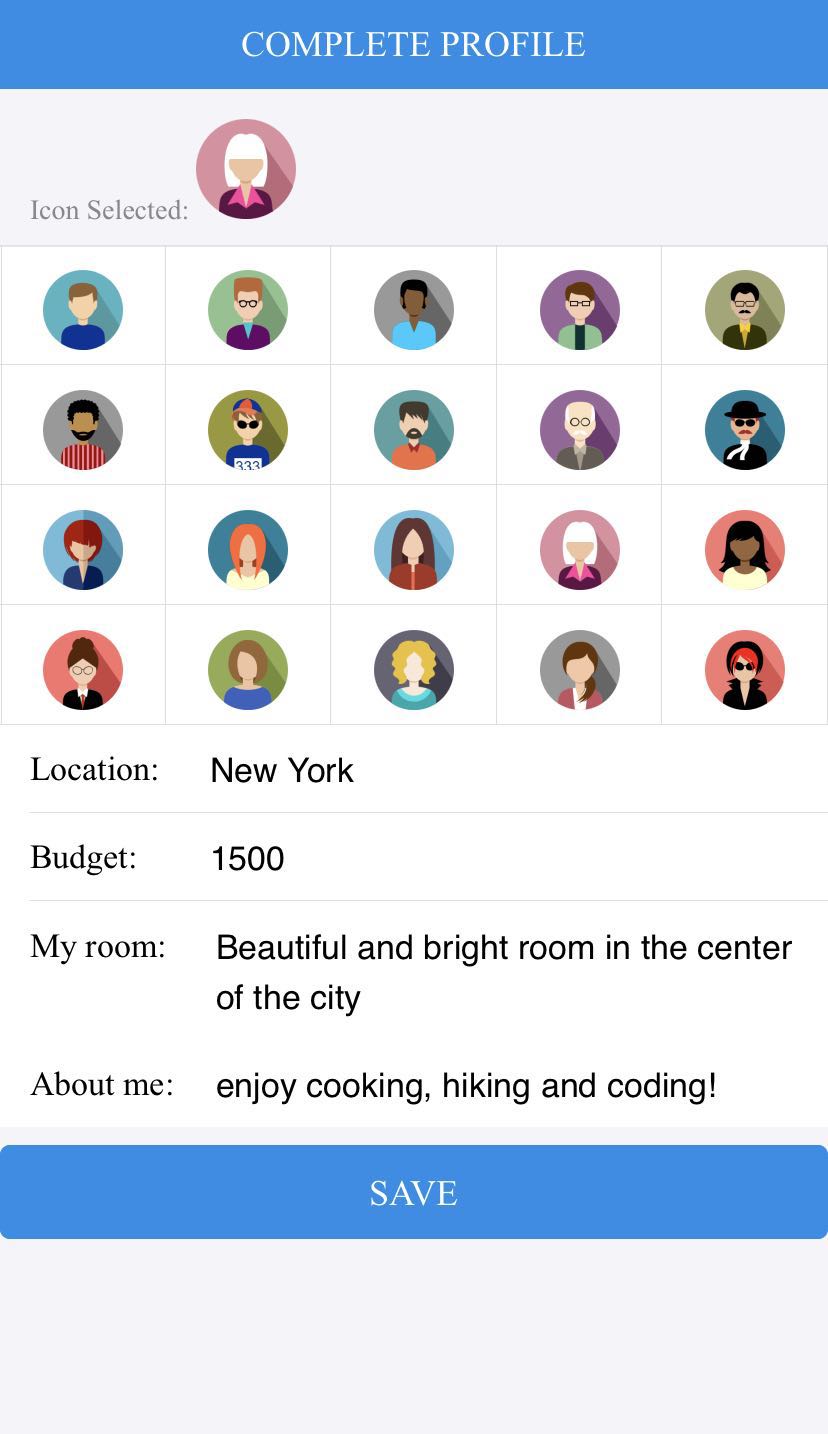 COMPLETE PROFILE
Icon Selected:
333
Location: New York
Budget: 1500
My room: Beautiful and bright room in the center
of the city
About me: enjoy cooking, hiking and coding!
SAVE